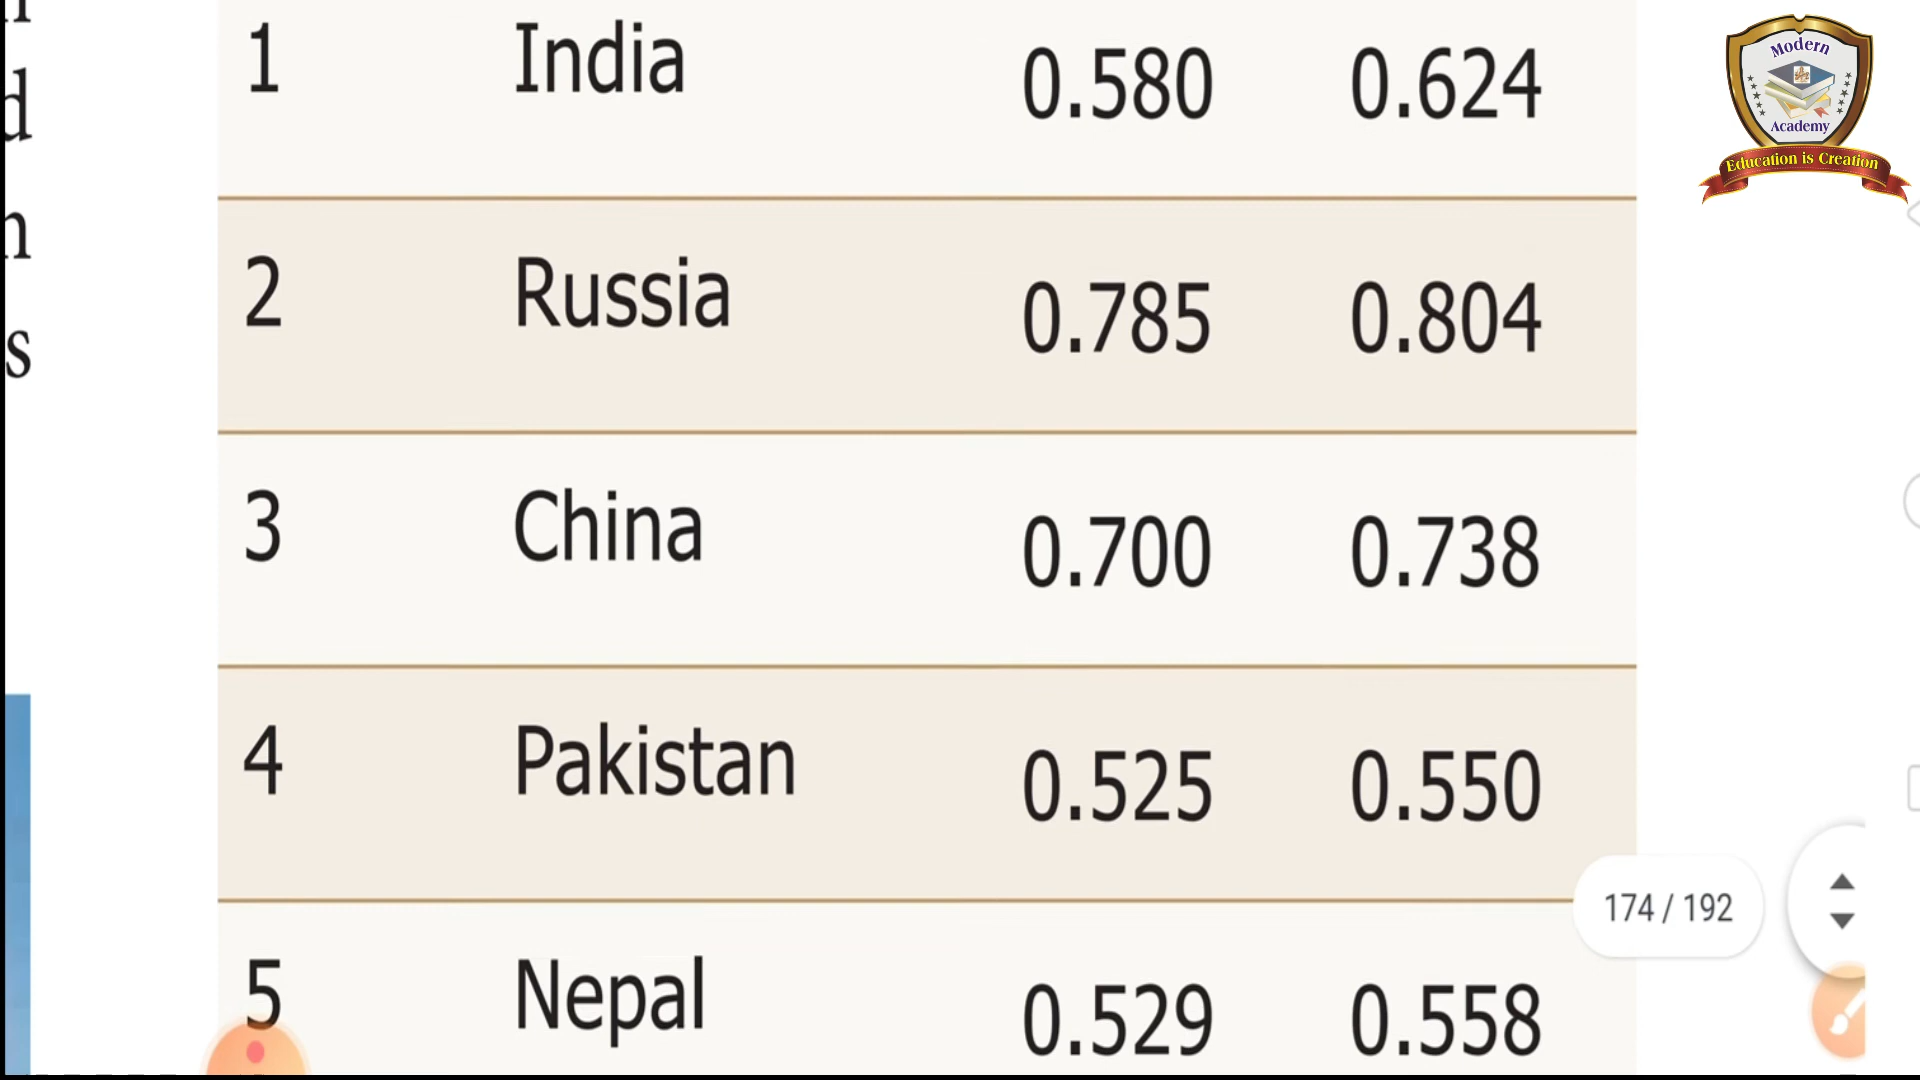 1 India 0.580 0.624
2 Russia 0.785 0.804
3 China 0.700 0.738
4 Pakistan 0.525 0.550
5 Nepal 0.529 0.558
d
n
s
174 / 192
Modern
Academy
Education is Creation